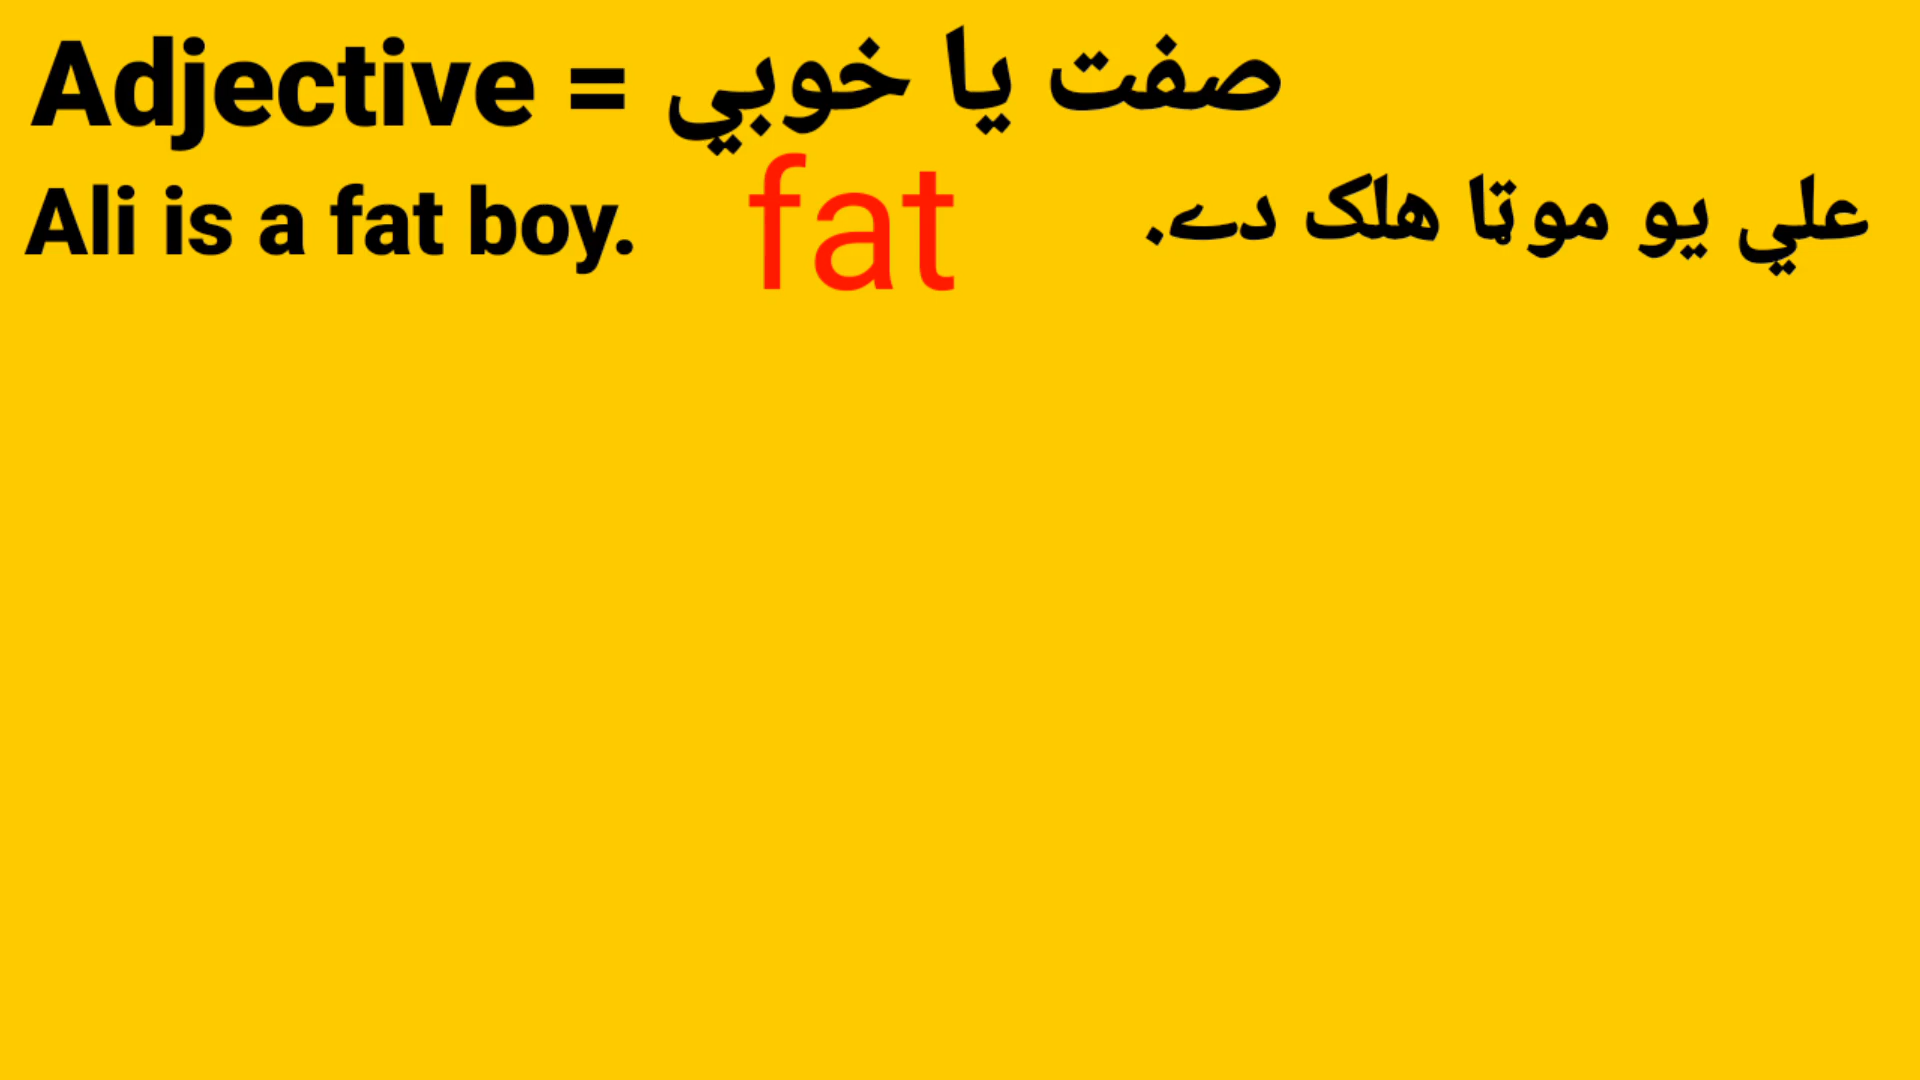 Adjective = صفت یا خوبي
Ali is a fat boy. fat علي یو موټا هلک دے.